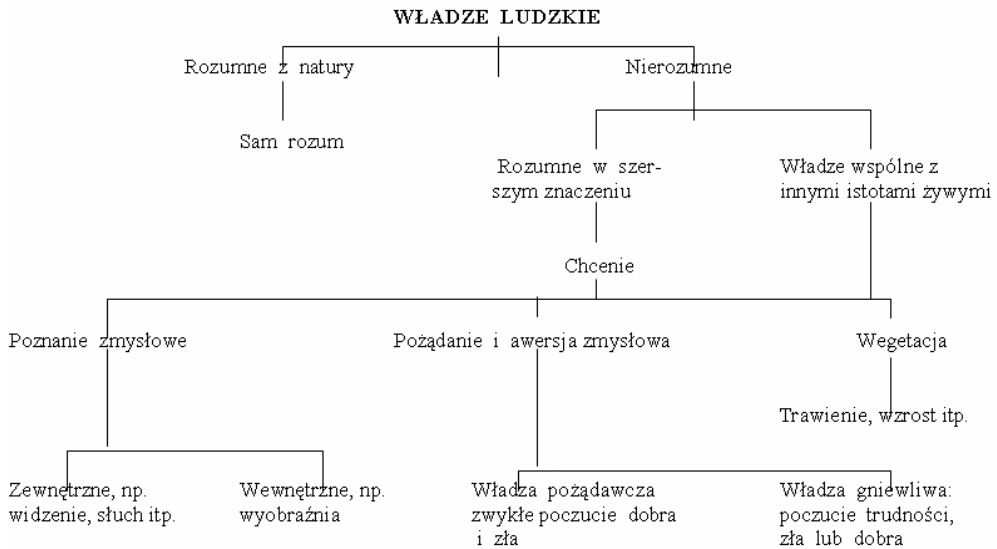 WŁADZE LUDZKIE
Rozumne z natury
Nierozumne
Sam rozum
Rozumne w szer-
szym znaczeniu
Władze wspólne z
innymi istotami żywymi
Chcenie
Poznanie zmysłowe
Pożądanie i awersja zmysłowa
Wegetacja
Trawienie, wzrost itp.
Zewnętrzne, np.
widzenie, słuch itp.
Wewnętrzne, np.
wyobraźnia
Władza pożądawcza
zwykłe poczucie dobra
i zła
Władza gniewliwa:
poczucie trudności,
zła lub dobra